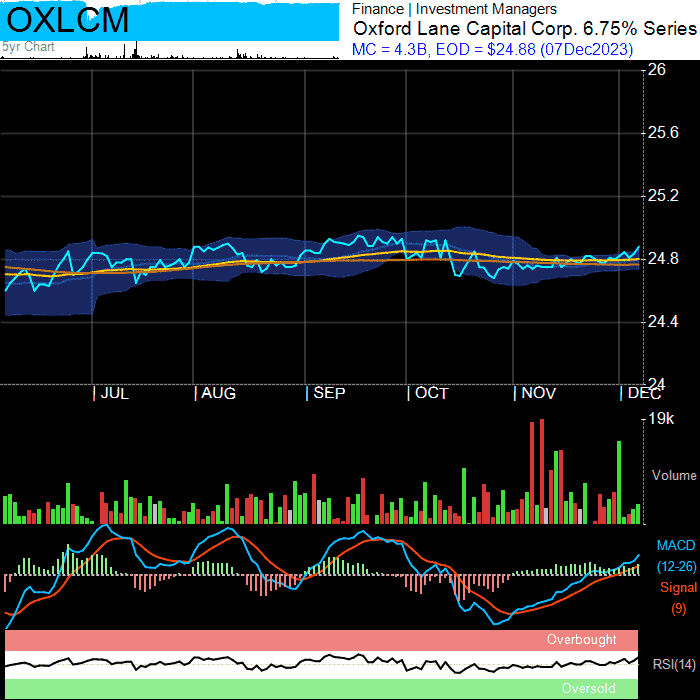 OXLCM
5yr Chart
Finance | Investment Managers
Oxford Lane Capital Corp. 6.75% Series
MC = 4.3B, EOD = $24.88 (07Dec2023)
26
25.6
25.2
24.8
24.4
24
JUL
AUG
SEP
OCT
NOV
DEC
19k
Volume
MACD
(12-26)
Signal
(9)
Overbought
RSI(14)
Oversold